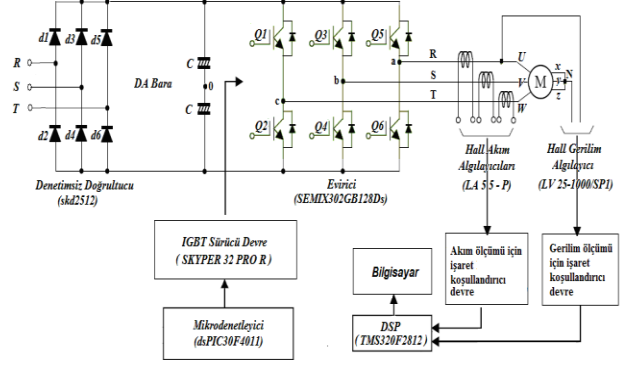 d1 d3 d5
R
S
T
d2 d4 d6
Denetimsiz Doğrultucu
(skd2512)
DA Bara
C
0
C
Q1 Q3 Q5
a
b
c
Q2 Q4 Q6
Evirici
(SEMIX302GB128Ds)
R
S
T
U
V
W
M
x
y
z
N
Hall Akım
Algılayıcıları
(LA 55 - P)
Hall Gerilim
Algılayıcı
(LV 25-1000/SP1)
IGBT Sürücü Devre
( SKYPER 32 PRO R )
Mikrodenetleyici
(dsPIC30F4011)
Bilgisayar
DSP
(TMS320F2812)
Akım ölçümü için
işaret
koşullandırıcı
devre
Gerilim ölçümü
için işaret
koşullandırıcı
devre